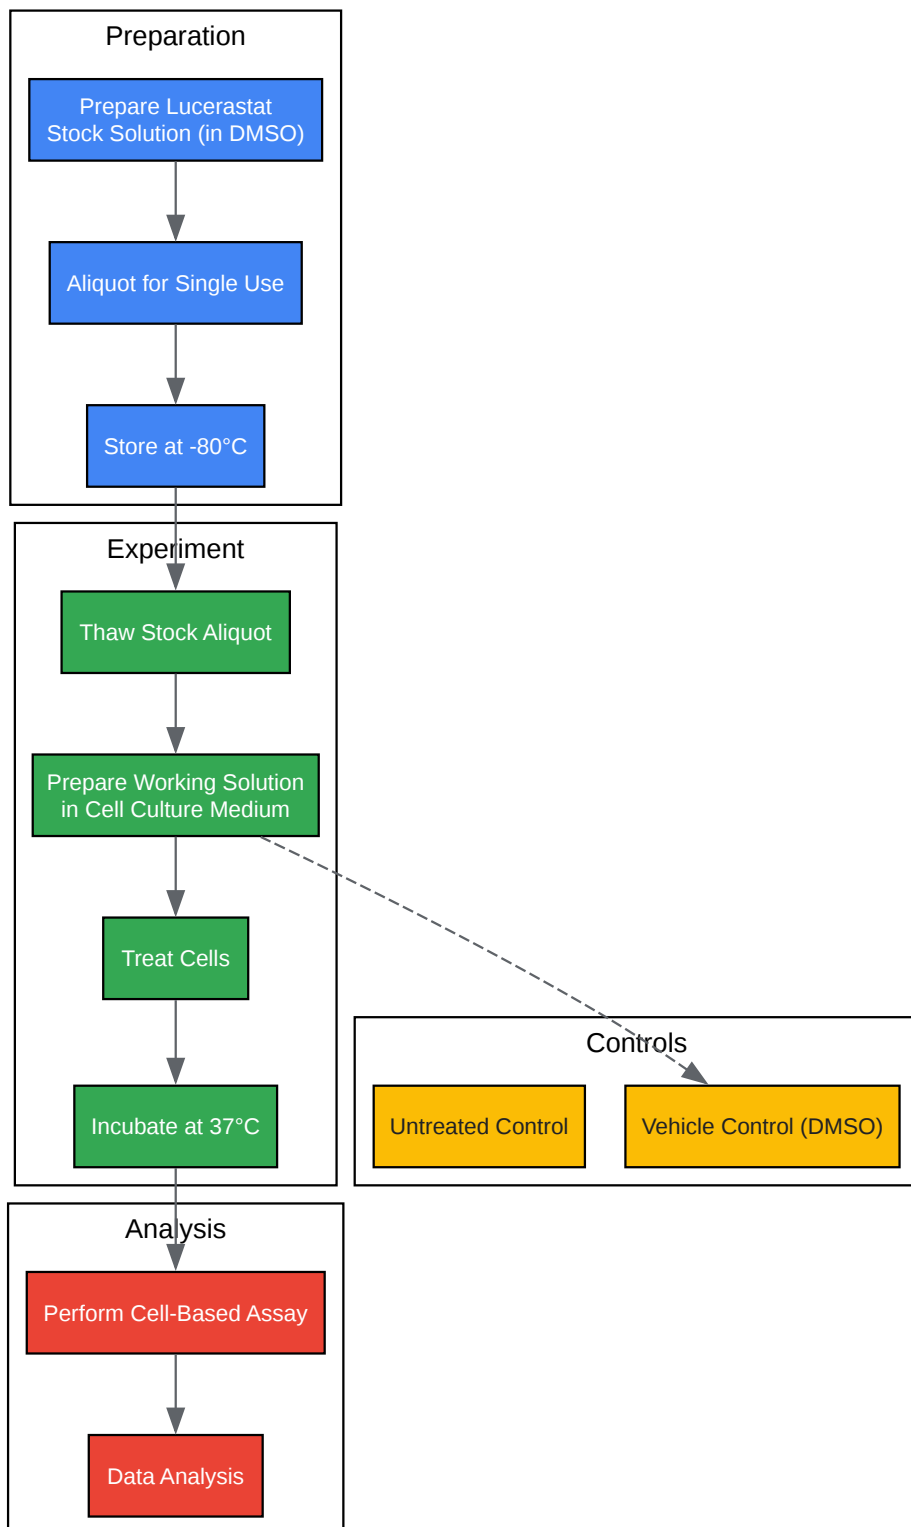 Preparation
Prepare Lucerastat
Stock Solution (in DMSO)
Aliquot for Single Use
Store at -80°C
Experiment
Thaw Stock Aliquot
Prepare Working Solution
in Cell Culture Medium
Treat Cells
Incubate at 37°C
Controls
Untreated Control
Vehicle Control (DMSO)
Analysis
Perform Cell-Based Assay
Data Analysis